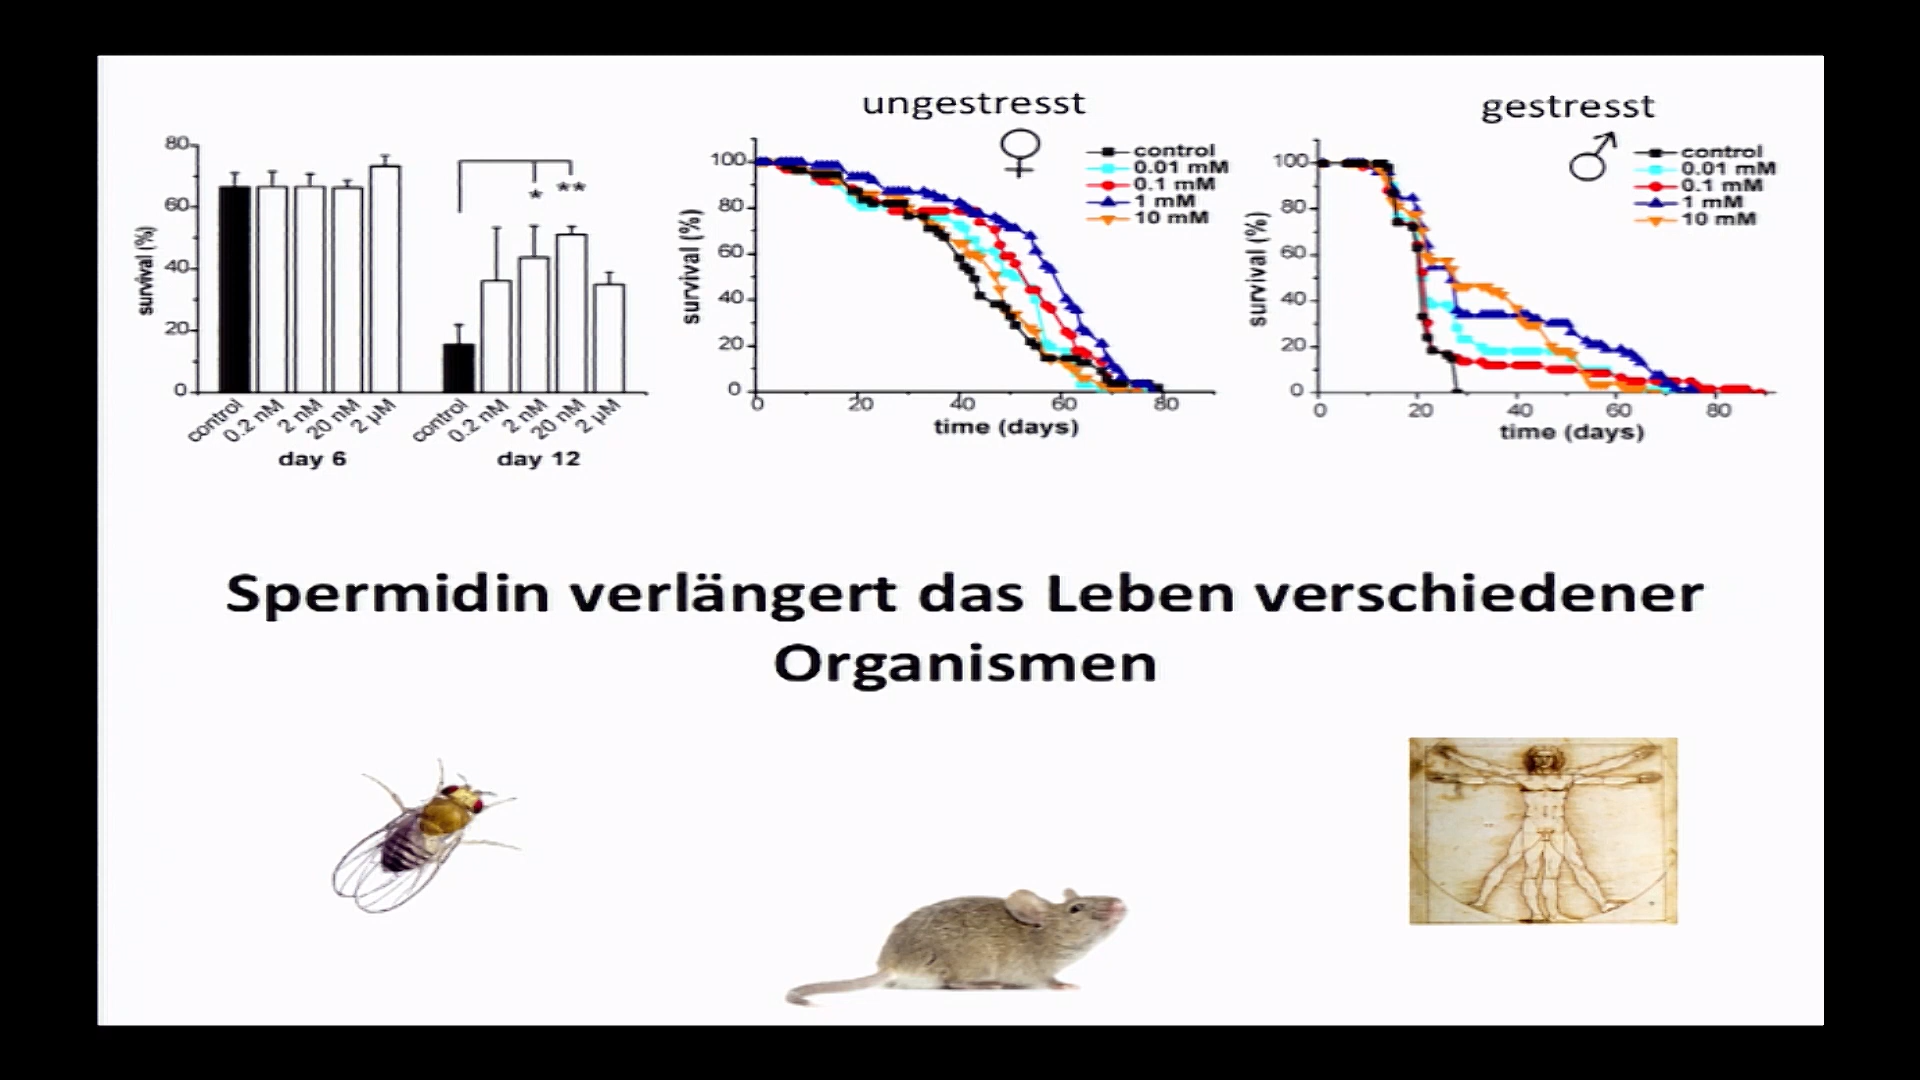 ungestresst
gestresst
survival (%)
80
60
40
20
0
*
**
control
0.2 nM
2 nM
20 nM
2 µM
control
0.2 nM
2 nM
20 nM
2 µM
day 6
day 12
♀
control
0.01 mM
0.1 mM
1 mM
10 mM
survival (%)
100
80
60
40
20
0
0
20
40
60
80
time (days)
♂
control
0.01 mM
0.1 mM
1 mM
10 mM
survival (%)
100
80
60
40
20
0
0
20
40
60
80
time (days)
Spermidin verlängert das Leben verschiedener
Organismen